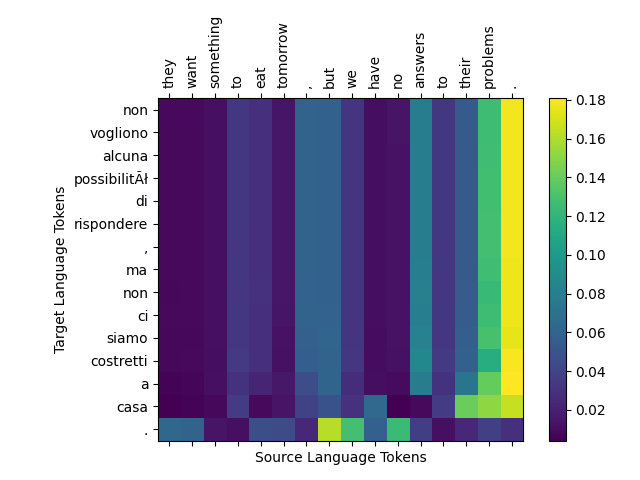 they want something to eat tomorrow , but we have no answers to their problems .
non
vogliono
alcuna
possibilitÃł
di
rispondere
,
ma
non
ci
siamo
costretti
a
casa
.
Target Language Tokens
Source Language Tokens
0.18
0.16
0.14
0.12
0.10
0.08
0.06
0.04
0.02